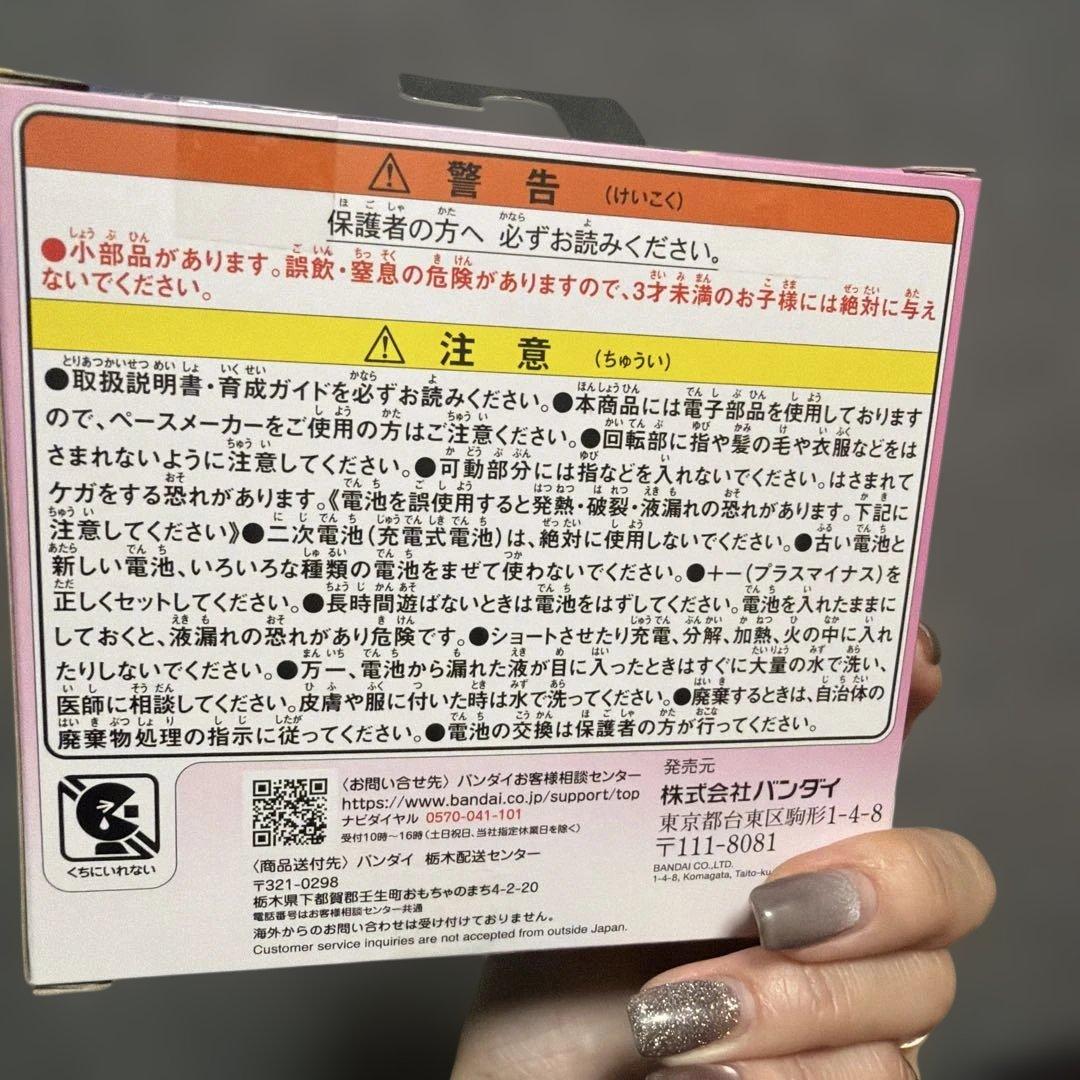 警告 (けいこく)
保護者の方へ 必ずお読みください。
●小部品があります。誤飲・窒息の危険がありますので、3才未満のお子様には絶対に与え
ないでください。
注意 (ちゅうい)
●取扱説明書・育成ガイドを必ずお読みください。●本商品には電子部品を使用しております
ので、ペースメーカーをご使用の方はご注意ください。●回転部に指や髪の毛や衣服などをは
さまれないように注意してください。●可動部分には指などを入れないでください。はさまれて
ケガをする恐れがあります。《電池を誤使用すると発熱・破裂・液漏れの恐れがあります。下記に
注意してください》●二次電池(充電式電池)は、絶対に使用しないでください。●古い電池と
新しい電池、いろいろな種類の電池をまぜて使わないでください。●+ー(プラスマイナス)を
正しくセットしてください。●長時間遊ばないときは電池をはずしてください。電池を入れたままに
しておくと、液漏れの恐れがあり危険です。●ショートさせたり充電、分解、加熱、火の中に入れ
たりしないでください。●万一、電池から漏れた液が目に入ったときはすぐに大量の水で洗い、
医師に相談してください。皮膚や服に付いた時は水で洗ってください。●廃棄するときは、自治体の
廃棄物処理の指示に従ってください。●電池の交換は保護者の方が行ってください。
くちにいれない
〈お問い合せ先〉バンダイお客様相談センター
https://www.bandai.co.jp/support/top
ナビダイヤル 0570-041-101
受付10時～16時(土日祝日、当社指定休業日を除く)
〈商品送付先〉バンダイ 栃木配送センター
〒321-0298
栃木県下都賀郡壬生町おもちゃのまち4-2-20
電話番号はお客様相談センター共通
海外からのお問い合わせは受け付けておりません。
Customer service inquiries are not accepted from outside Japan.
発売元
株式会社バンダイ
東京都台東区駒形1-4-8
〒111-8081
BANDAI CO.,LTD.
1-4-8, Komagata, Taito-ku